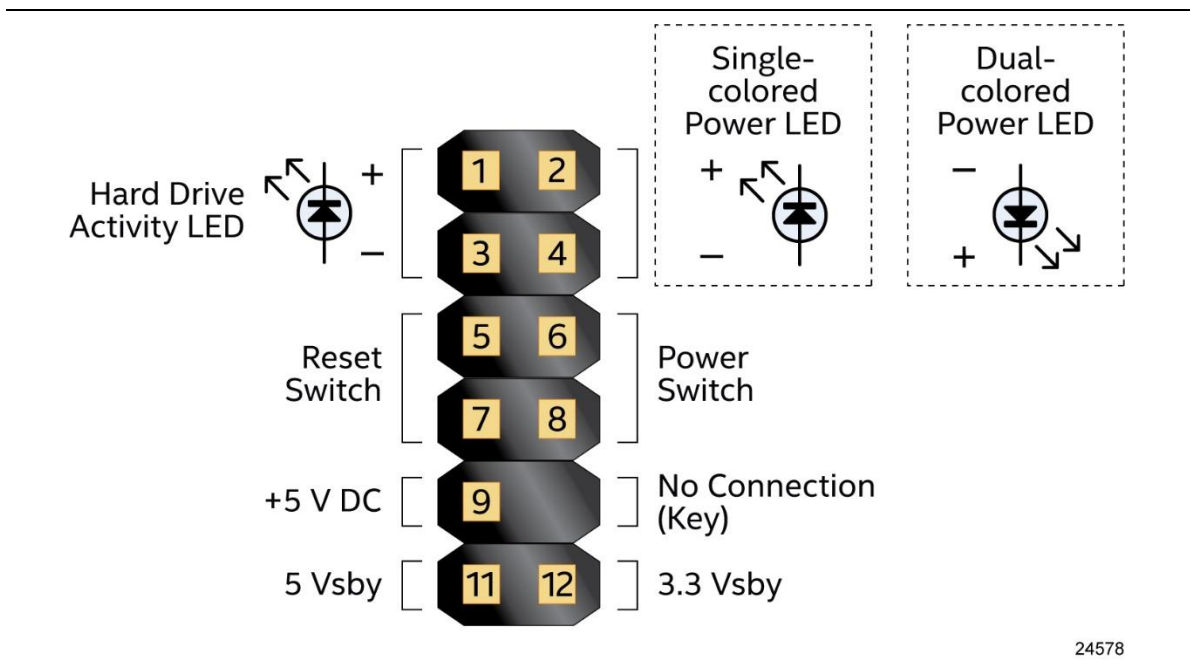 Single-
colored
Power LED
Dual-
colored
Power LED
Hard Drive
Activity LED
+
−
1 2
3 4
+
−
−
+
Reset
Switch
5 6
7 8
Power
Switch
+5 V DC
9
No Connection
(Key)
5 Vsby
11 12
3.3 Vsby
24578